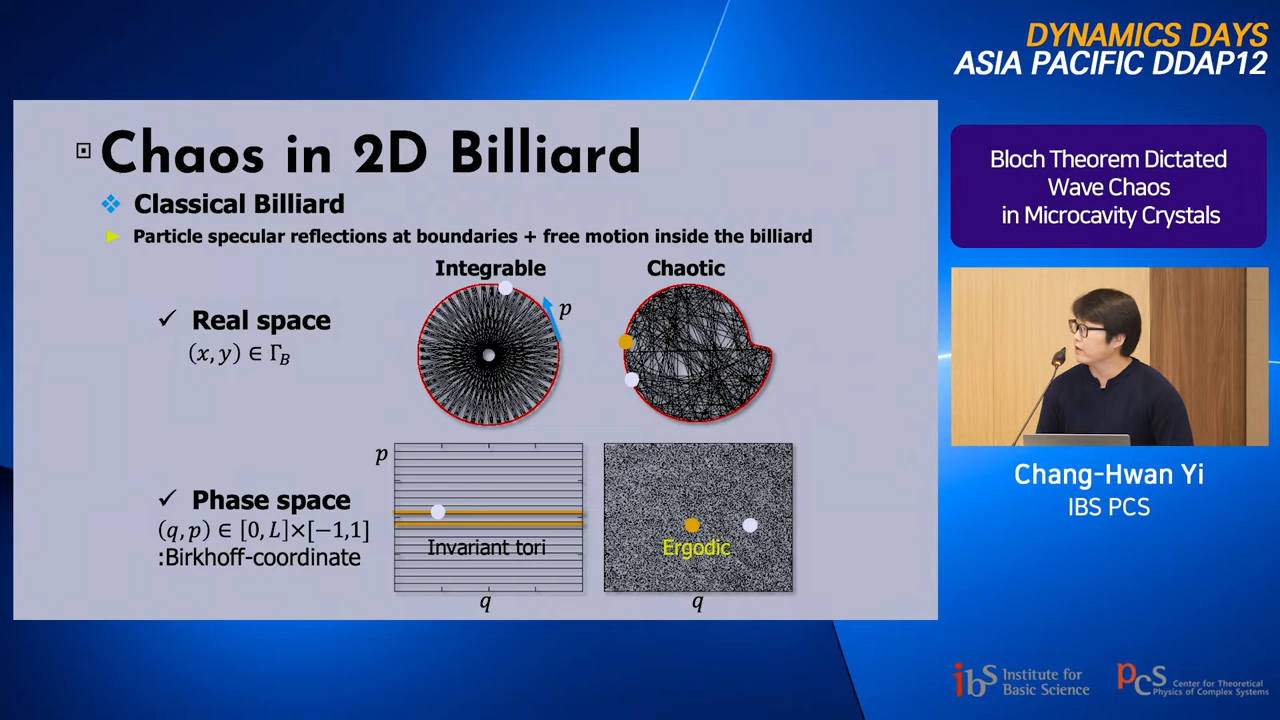 DYNAMICS DAYS
ASIA PACIFIC DDAP12
Chaos in 2D Billiard
Classical Billiard
Particle specular reflections at boundaries + free motion inside the billiard
Integrable
Chaotic
p
✓ Real space
(x, y) ∈ Γ_B
p
✓ Phase space
(q, p) ∈ [0, L]×[−1,1]
:Birkhoff-coordinate
Invariant tori
Ergodic
q
q
Bloch Theorem Dictated
Wave Chaos
in Microcavity Crystals
Chang-Hwan Yi
IBS PCS
ibS Institute for
Basic Science
PCS Center for Theoretical
Physics of Complex Systems